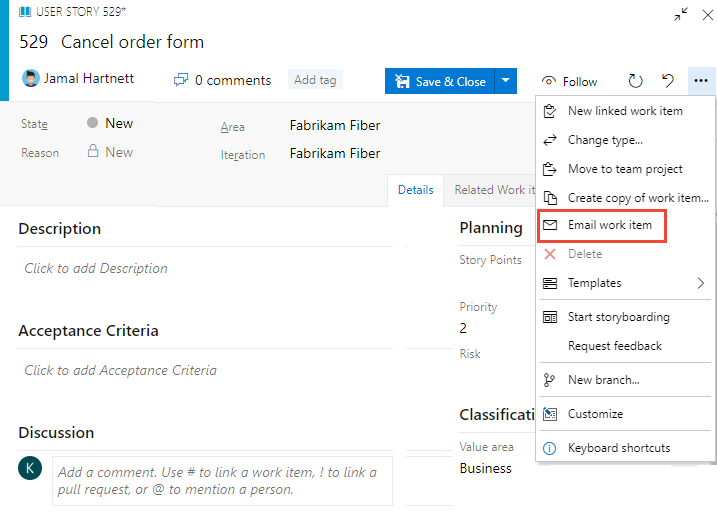 USER STORY 529*
529 Cancel order form
Jamal Hartnett
0 comments
Add tag
Save & Close
Follow
...
State
New
Area
Fabrikam Fiber
Reason
New
Iteration
Fabrikam Fiber
Details
Related Work it
Description
Click to add Description
Acceptance Criteria
Click to add Acceptance Criteria
Discussion
K
Add a comment. Use # to link a work item, ! to link a
pull request, or @ to mention a person.
Planning
Story Points
Priority
2
Risk
Classificati
Value area
Business
New linked work item
Change type...
Move to team project
Create copy of work item...
Email work item
Delete
Templates
Start storyboarding
Request feedback
New branch...
Customize
Keyboard shortcuts